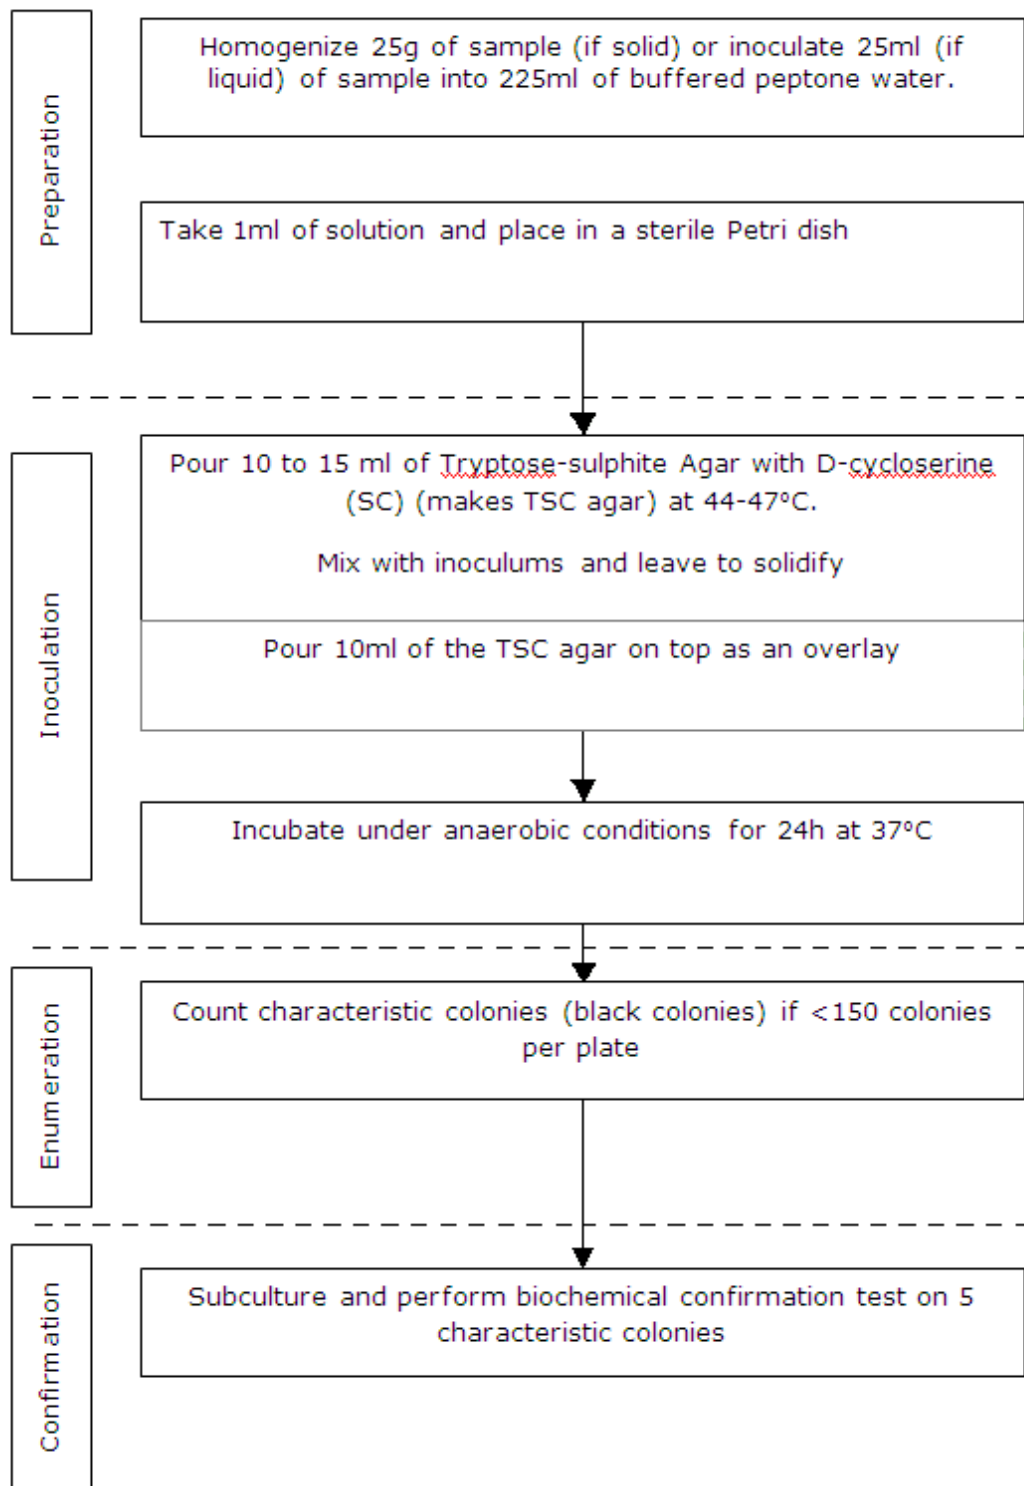 Preparation
Homogenize 25g of sample (if solid) or inoculate 25ml (if
liquid) of sample into 225ml of buffered peptone water.
Take 1ml of solution and place in a sterile Petri dish
Inoculation
Pour 10 to 15 ml of Tryptose-sulphite Agar with D-cycloserine
(SC) (makes TSC agar) at 44-47°C.
Mix with inoculums and leave to solidify
Pour 10ml of the TSC agar on top as an overlay
Incubate under anaerobic conditions for 24h at 37°C
Enumeration
Count characteristic colonies (black colonies) if <150 colonies
per plate
Confirmation
Subculture and perform biochemical confirmation test on 5
characteristic colonies